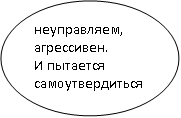 неуправляем,
агрессивен.
И пытается
самоутвердиться